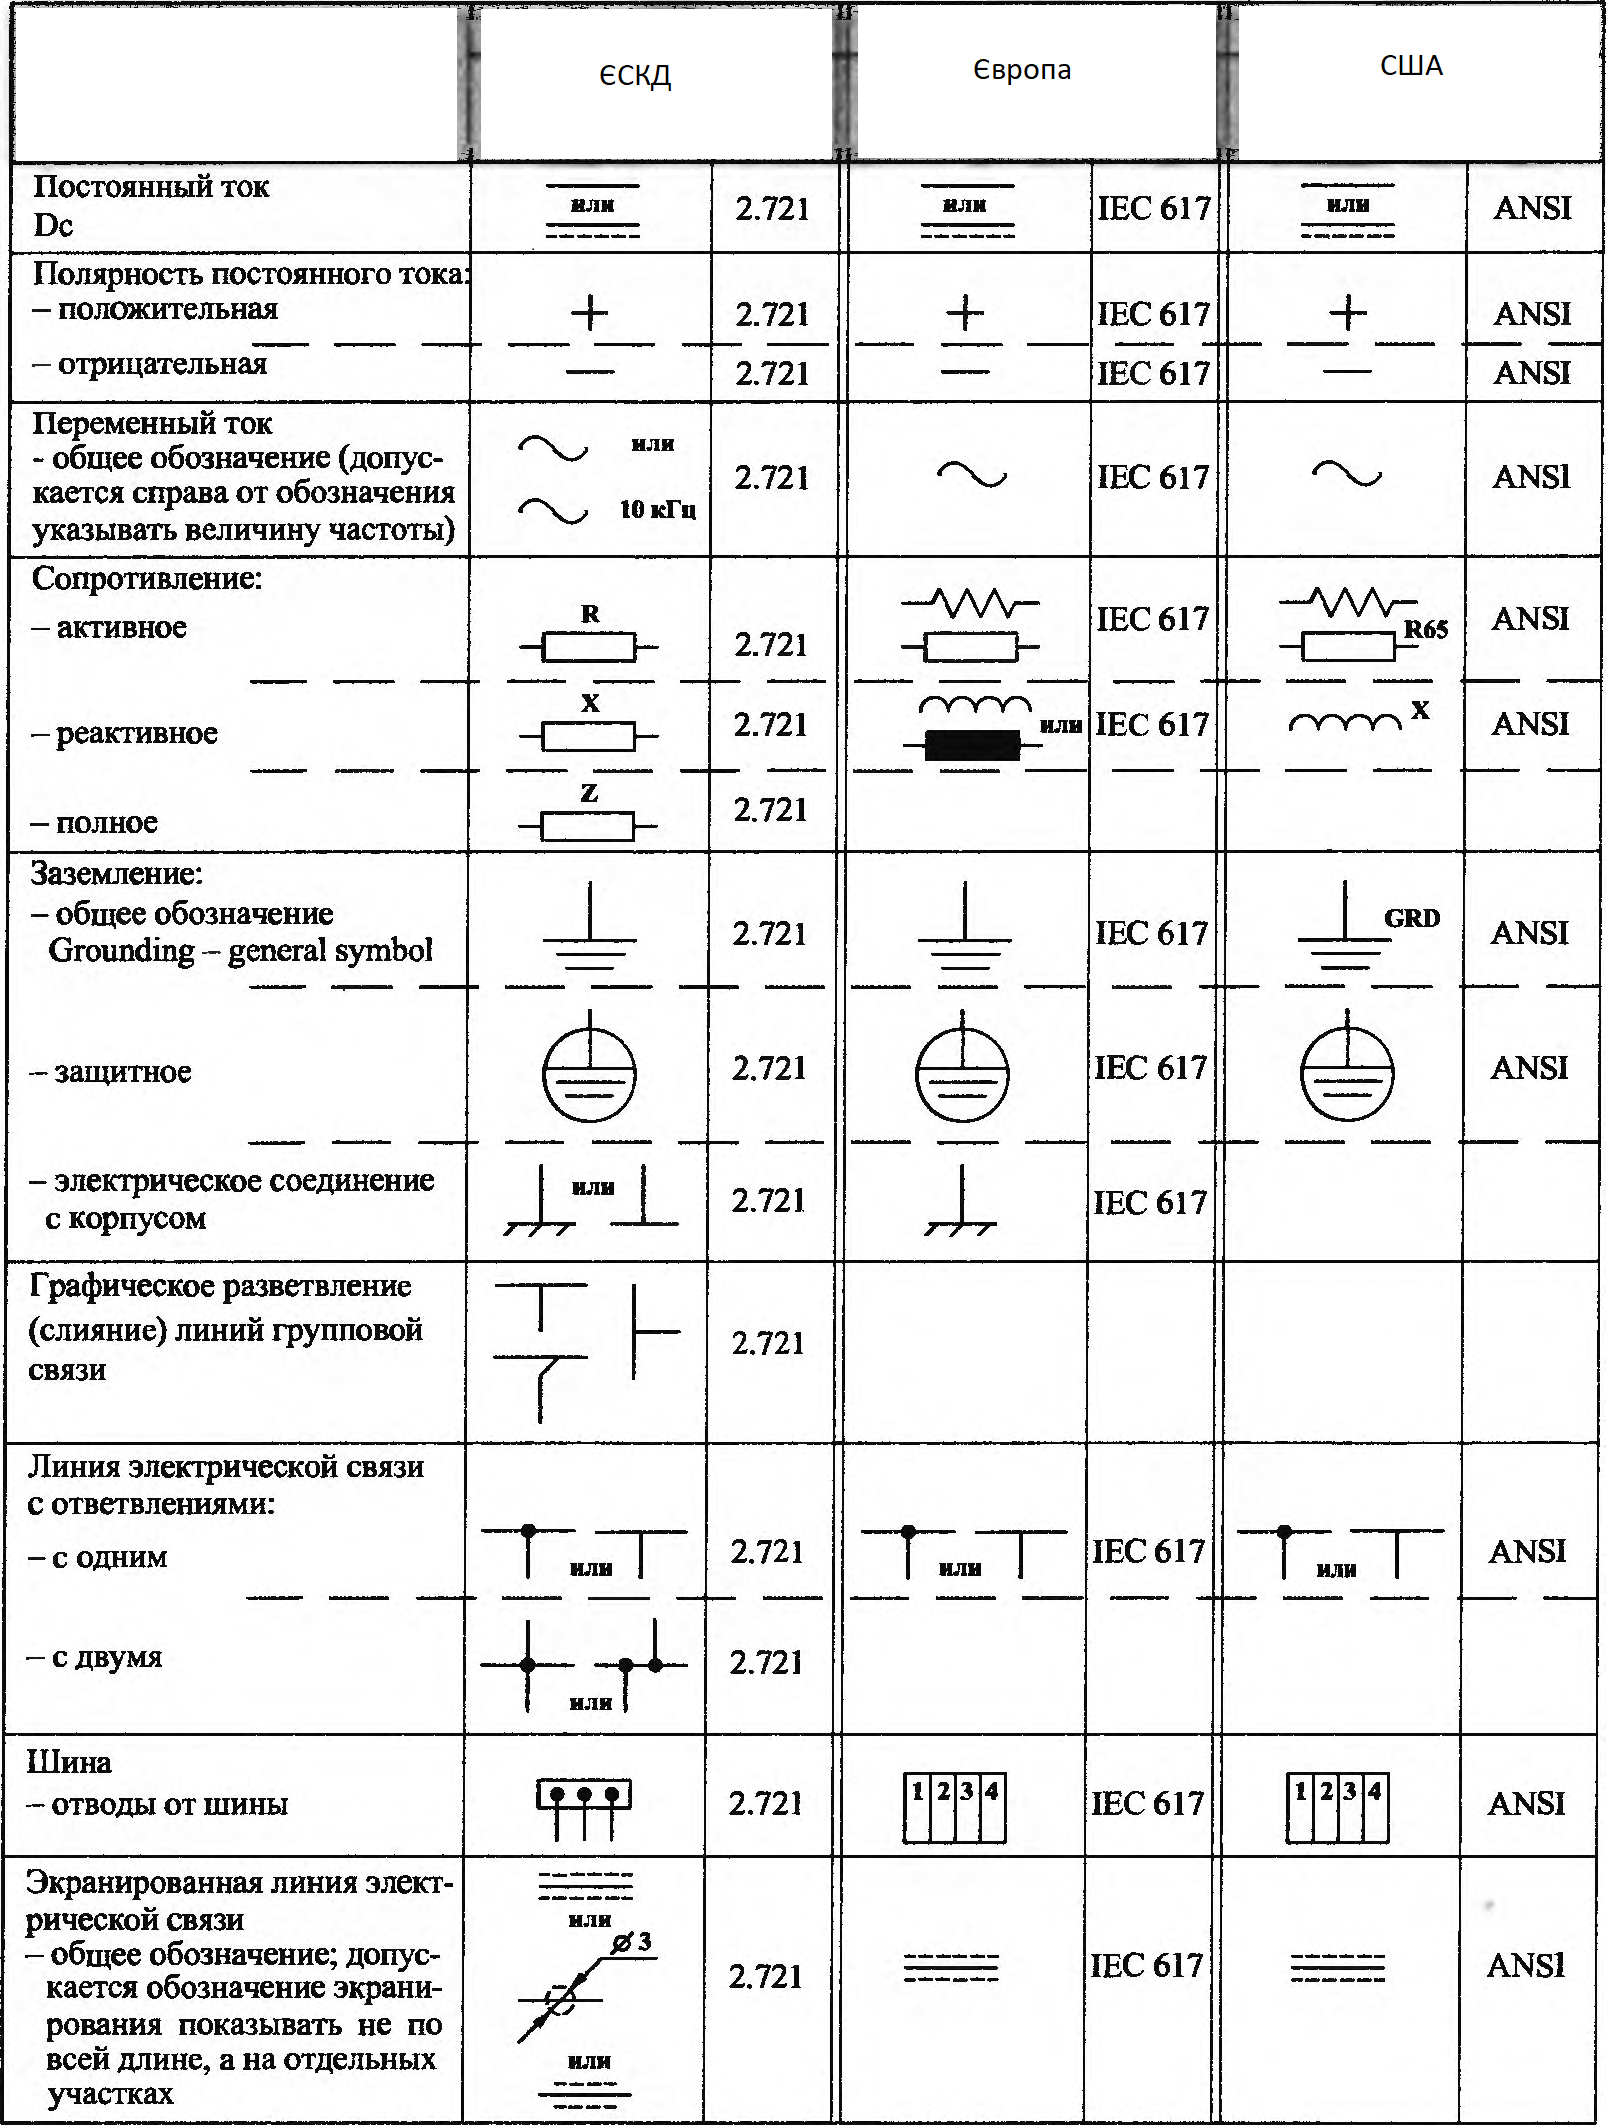 ЄСКД Європа США
Постоянный ток
Dc
или 2.721 или IEC 617 или ANSI
Полярность постоянного тока:
– положительная + 2.721 + IEC 617 + ANSI
– отрицательная — 2.721 — IEC 617 — ANSI
Переменный ток
- общее обозначение (допус-
кается справа от обозначения
указывать величину частоты)
или
10 кГц
2.721 IEC 617 ANSI
Сопротивление:
– активное R 2.721 IEC 617 R65 ANSI
– реактивное X 2.721 или IEC 617 X ANSI
– полное Z 2.721
Заземление:
– общее обозначение
Grounding – general symbol
2.721 IEC 617 GRD ANSI
– защитное 2.721 IEC 617 ANSI
– электрическое соединение
с корпусом
или 2.721 IEC 617
Графическое разветвление
(слияние) линий групповой
связи
2.721
Линия электрической связи
с ответвлениями:
– с одним или 2.721 или IEC 617 или ANSI
– с двумя или 2.721
Шина
– отводы от шины 2.721 1 2 3 4 IEC 617 1 2 3 4 ANSI
Экранированная линия элект-
рической связи
– общее обозначение; допус-
кается обозначение экрани-
рования показывать не по
всей длине, а на отдельных
участках
или
⌀ 3
или
2.721 IEC 617 ANSI